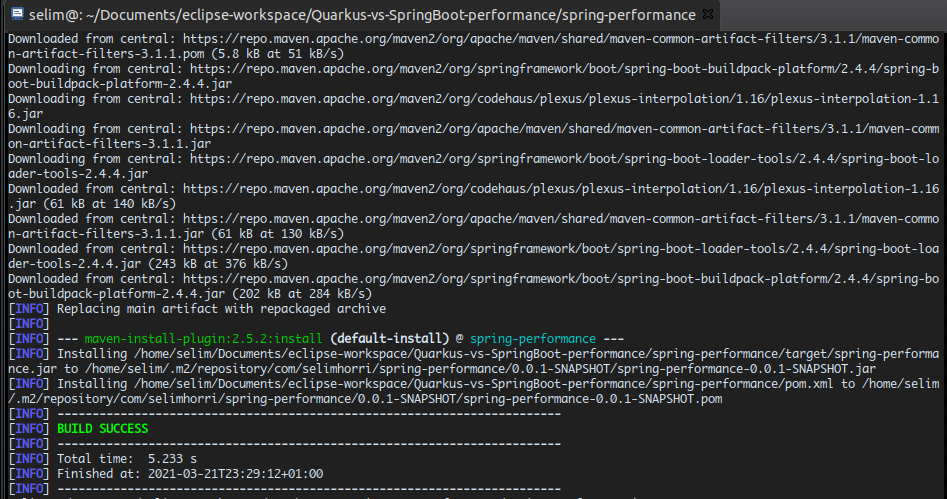 selim@: ~/Documents/eclipse-workspace/Quarkus-vs-SpringBoot-performance/spring-performance
Downloaded from central: https://repo.maven.apache.org/maven2/org/apache/maven/shared/maven-common-artifact-filters/3.1.1/maven-commo
n-artifact-filters-3.1.1.pom (5.8 kB at 51 kB/s)
Downloading from central: https://repo.maven.apache.org/maven2/org/springframework/boot/spring-boot-buildpack-platform/2.4.4/spring-b
oot-buildpack-platform-2.4.4.jar
Downloading from central: https://repo.maven.apache.org/maven2/org/codehaus/plexus/plexus-interpolation/1.16/plexus-interpolation-1.1
6.jar
Downloading from central: https://repo.maven.apache.org/maven2/org/apache/maven/shared/maven-common-artifact-filters/3.1.1/maven-comm
on-artifact-filters-3.1.1.jar
Downloading from central: https://repo.maven.apache.org/maven2/org/springframework/boot/spring-boot-loader-tools/2.4.4/spring-boot-lo
ader-tools-2.4.4.jar
Downloaded from central: https://repo.maven.apache.org/maven2/org/codehaus/plexus/plexus-interpolation/1.16/plexus-interpolation-1.16
.jar (61 kB at 140 kB/s)
Downloaded from central: https://repo.maven.apache.org/maven2/org/apache/maven/shared/maven-common-artifact-filters/3.1.1/maven-commo
n-artifact-filters-3.1.1.jar (61 kB at 130 kB/s)
Downloaded from central: https://repo.maven.apache.org/maven2/org/springframework/boot/spring-boot-loader-tools/2.4.4/spring-boot-loa
der-tools-2.4.4.jar (243 kB at 376 kB/s)
Downloaded from central: https://repo.maven.apache.org/maven2/org/springframework/boot/spring-boot-buildpack-platform/2.4.4/spring-bo
ot-buildpack-platform-2.4.4.jar (202 kB at 284 kB/s)
[INFO] Replacing main artifact with repackaged archive
[INFO]
[INFO] --- maven-install-plugin:2.5.2:install (default-install) @ spring-performance ---
[INFO] Installing /home/selim/Documents/eclipse-workspace/Quarkus-vs-SpringBoot-performance/spring-performance/target/spring-performa
nce.jar to /home/selim/.m2/repository/com/selimhorri/spring-performance/0.0.1-SNAPSHOT/spring-performance-0.0.1-SNAPSHOT.jar
[INFO] Installing /home/selim/Documents/eclipse-workspace/Quarkus-vs-SpringBoot-performance/spring-performance/pom.xml to /home/selim
/.m2/repository/com/selimhorri/spring-performance/0.0.1-SNAPSHOT/spring-performance-0.0.1-SNAPSHOT.pom
[INFO] ------------------------------------------------------------------------
[INFO] BUILD SUCCESS
[INFO] ------------------------------------------------------------------------
[INFO] Total time:  5.233 s
[INFO] Finished at: 2021-03-21T23:29:12+01:00
[INFO] ------------------------------------------------------------------------